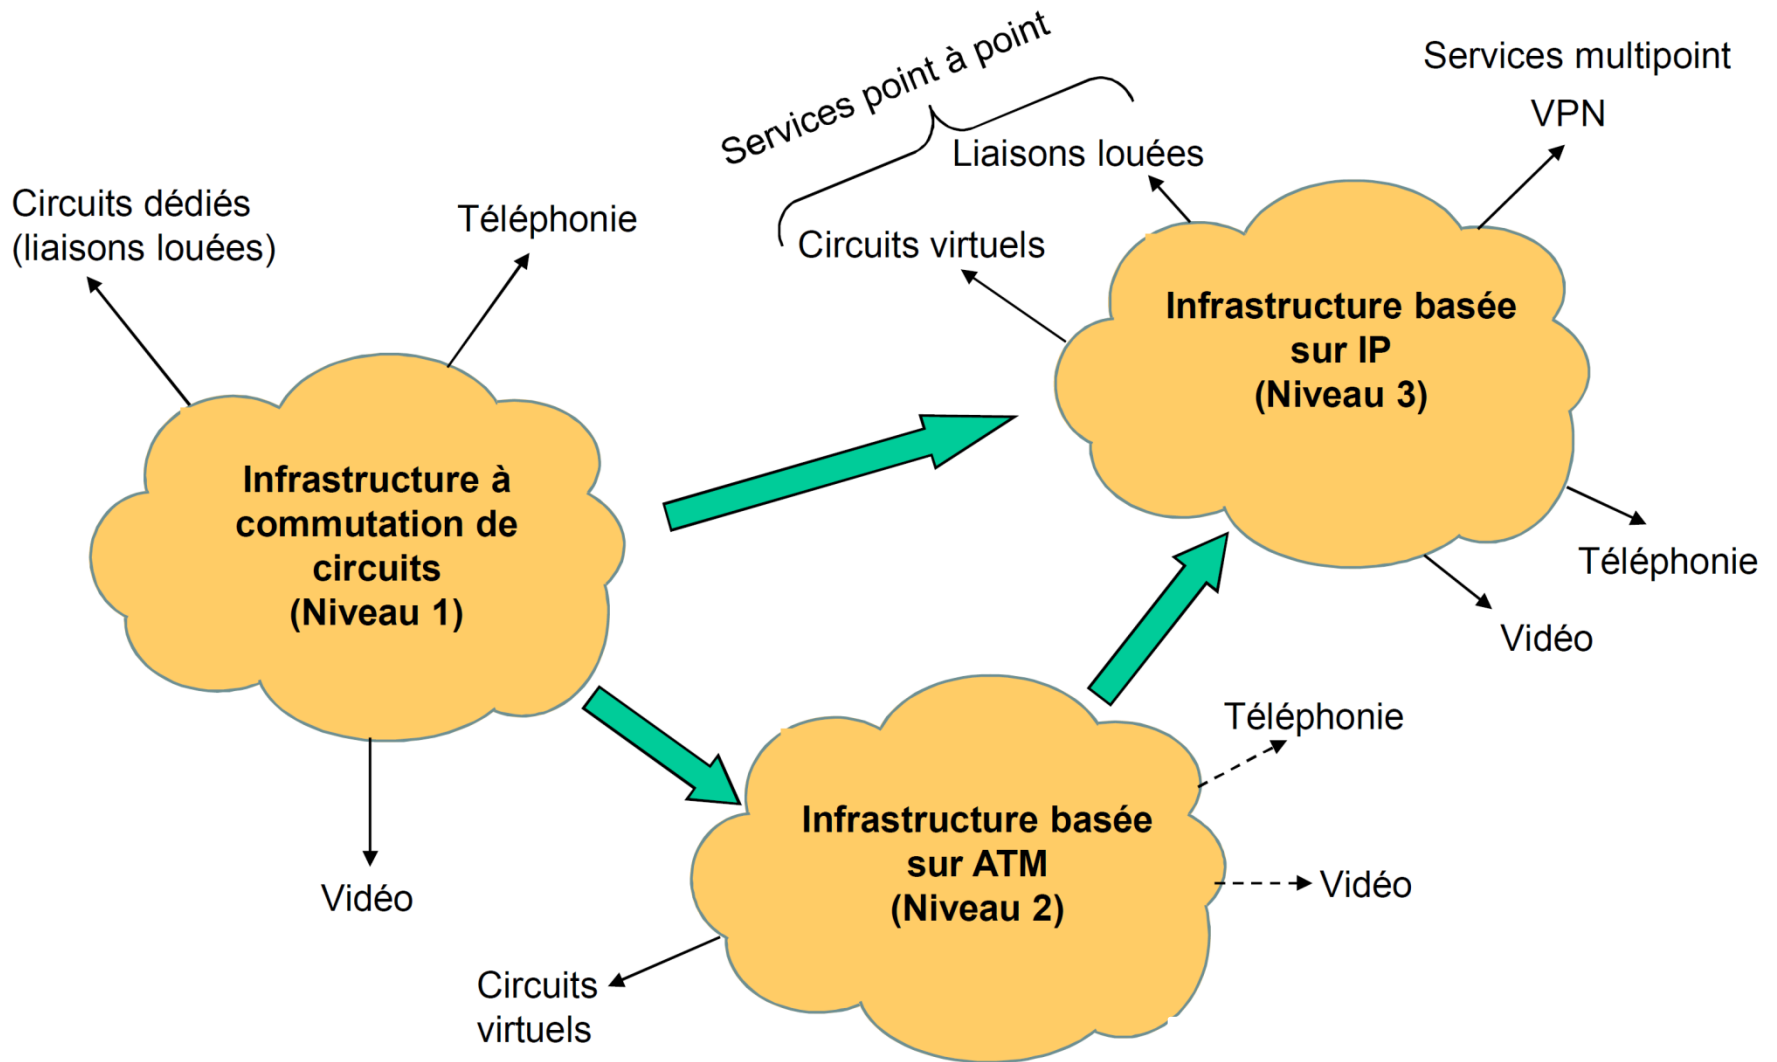 Services point à point
Services multipoint
VPN
Liaisons louées
Circuits virtuels
Circuits dédiés
(liaisons louées)
Téléphonie
Infrastructure basée
sur IP
(Niveau 3)
Infrastructure à
commutation de
circuits
(Niveau 1)
Téléphonie
Vidéo
Téléphonie
Vidéo
Infrastructure basée
sur ATM
(Niveau 2)
Vidéo
Circuits
virtuels